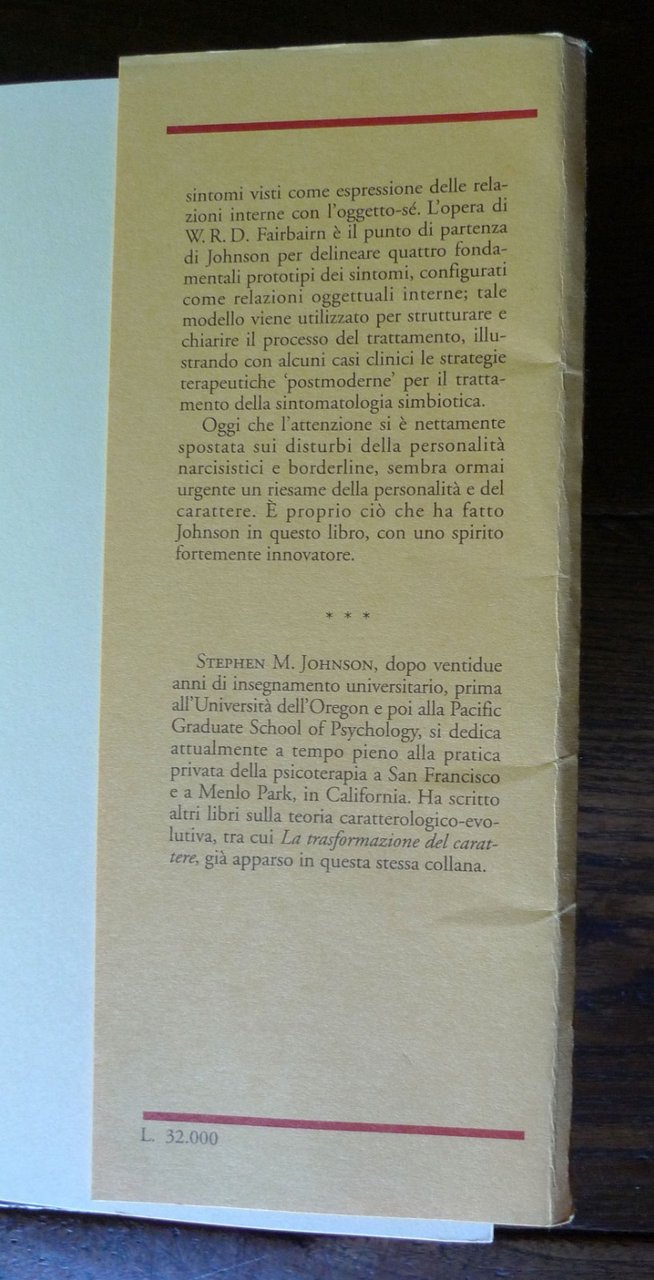 sintomi visti come espressione delle rela-
zioni interne con l'oggetto-sé. L'opera di
W. R. D. Fairbairn è il punto di partenza
di Johnson per delineare quattro fonda-
mentali prototipi dei sintomi, configurati
come relazioni oggettuali interne; tale
modello viene utilizzato per strutturare e
chiarire il processo del trattamento, illu-
strando con alcuni casi clinici le strategie
terapeutiche ‘postmoderne’ per il tratta-
mento della sintomatologia simbiotica.
Oggi che l'attenzione si è nettamente
spostata sui disturbi della personalità
narcisistici e borderline, sembra ormai
urgente un riesame della personalità e del
carattere. È proprio ciò che ha fatto
Johnson in questo libro, con uno spirito
fortemente innovatore.
* * *
STEPHEN M. JOHNSON, dopo ventidue
anni di insegnamento universitario, prima
all'Università dell'Oregon e poi alla Pacific
Graduate School of Psychology, si dedica
attualmente a tempo pieno alla pratica
privata della psicoterapia a San Francisco
e a Menlo Park, in California. Ha scritto
altri libri sulla teoria caratterologico-evo-
lutiva, tra cui La trasformazione del carat-
tere, già apparso in questa stessa collana.
L. 32.000